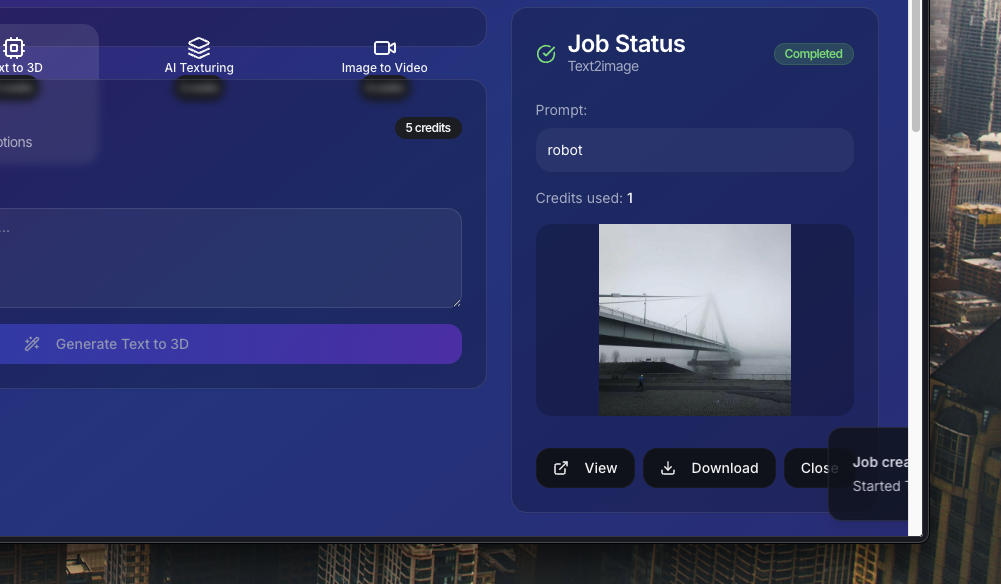 xt to 3D
AI Texturing
Image to Video
5 credits
ptions
...
Generate Text to 3D
Job Status
Text2image
Completed
Prompt:
robot
Credits used: 1
View
Download
Close
Job crea
Started T